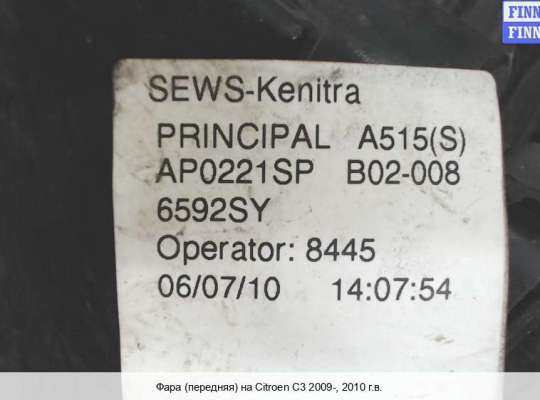 FINN
FINN
SEWS-Kenitra
PRINCIPAL A515(S)
AP0221SP B02-008
6592SY
Operator: 8445
06/07/10 14:07:54
Фара (передняя) на Citroen C3 2009-, 2010 г.в.